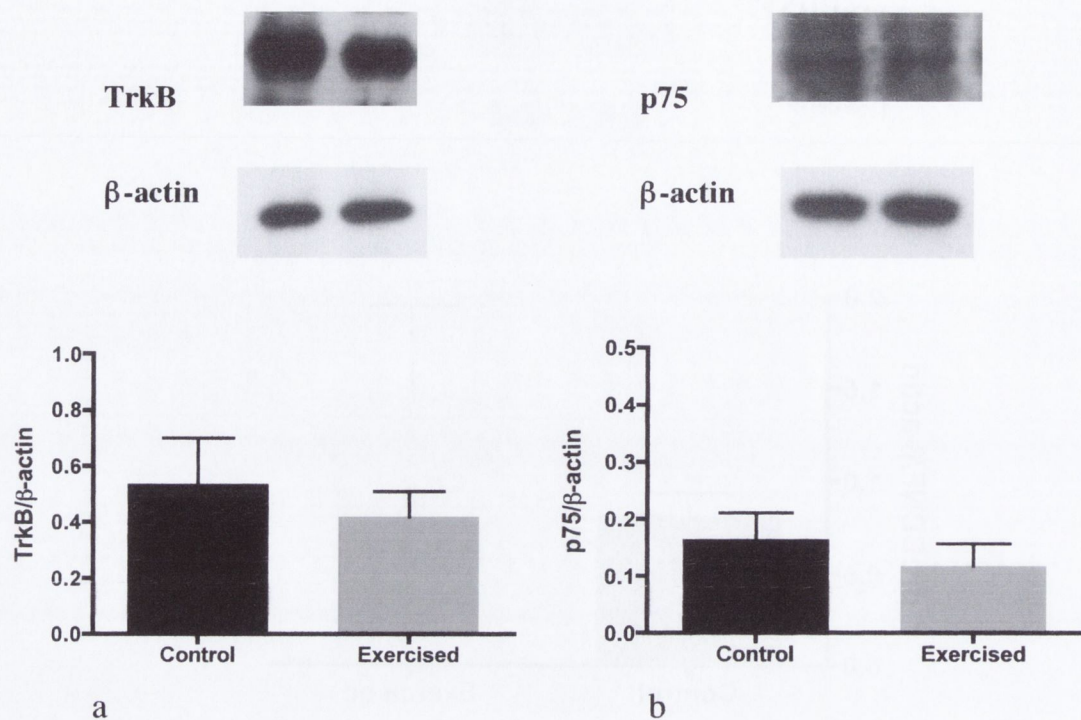 TrkB
β-actin
p75
β-actin
TrkB/β-actin
1.0
0.8
0.6
0.4
0.2
0.0
Control Exercised
a
p75/β-actin
0.5
0.4
0.3
0.2
0.1
0.0
Control Exercised
b